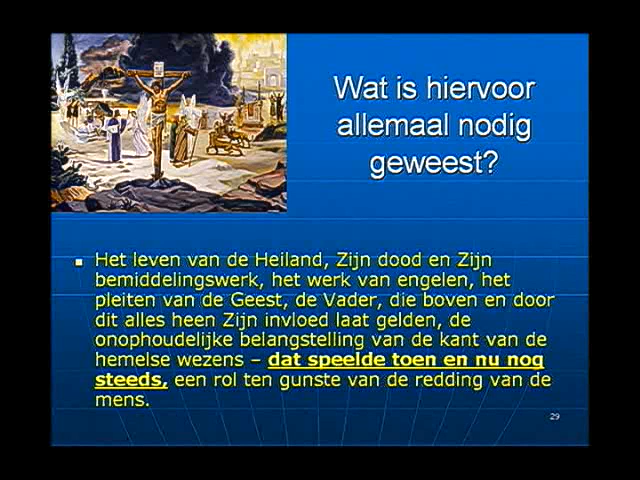 Wat is hiervoor
allemaal nodig
geweest?
Het leven van de Heiland, Zijn dood en Zijn
bemiddelingswerk, het werk van engelen, het
pleiten van de Geest, de Vader, die boven en door
dit alles heen Zijn invloed laat gelden, de
onophoudelijke belangstelling van de kant van de
hemelse wezens – dat speelde toen en nu nog
steeds, een rol ten gunste van de redding van de
mens.
29